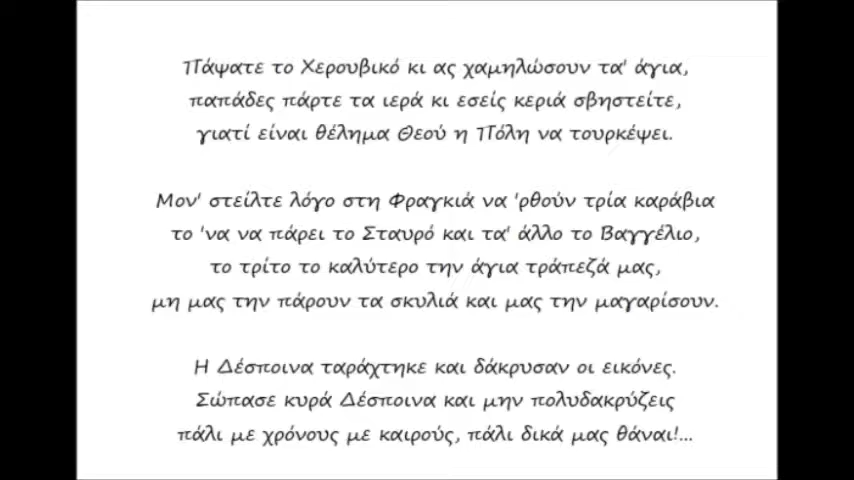 Πάψατε το Χερουβικό κι ας χαμηλώσουν τα' άγια,
παπάδες πάρτε τα ιερά κι εσείς κεριά σβηστείτε,
γιατί είναι θέλημα Θεού η Πόλη να τουρκέψει.
Μον' στείλτε λόγο στη Φραγκιά να 'ρθούν τρία καράβια
το 'να να πάρει το Σταυρό και τα' άλλο το Βαγγέλιο,
το τρίτο το καλύτερο την άγια τράπεζά μας,
μη μας την πάρουν τα σκυλιά και μας την μαγαρίσουν.
Η Δέσποινα ταράχτηκε και δάκρυσαν οι εικόνες.
Σώπασε κυρά Δέσποινα και μην πολυδακρύζεις
πάλι με χρόνους με καιρούς, πάλι δικά μας θάναι!...